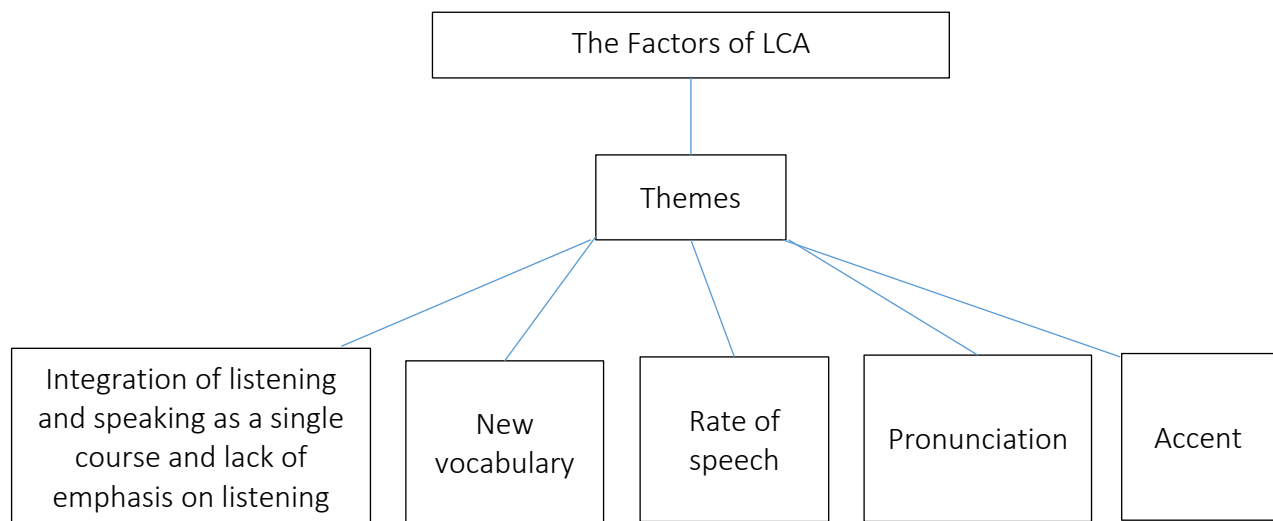 The Factors of LCA
Themes
Integration of listening
and speaking as a single
course and lack of
emphasis on listening
New
vocabulary
Rate of
speech
Pronunciation
Accent